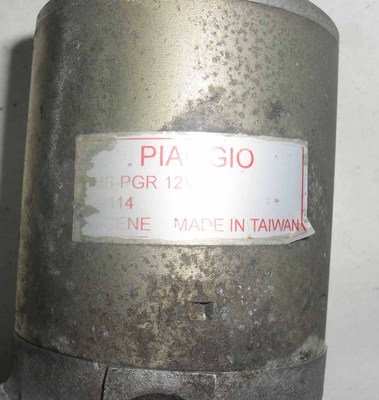 PIAGGIO
-PGR 12V
114
ENE MADE IN TAIWAN